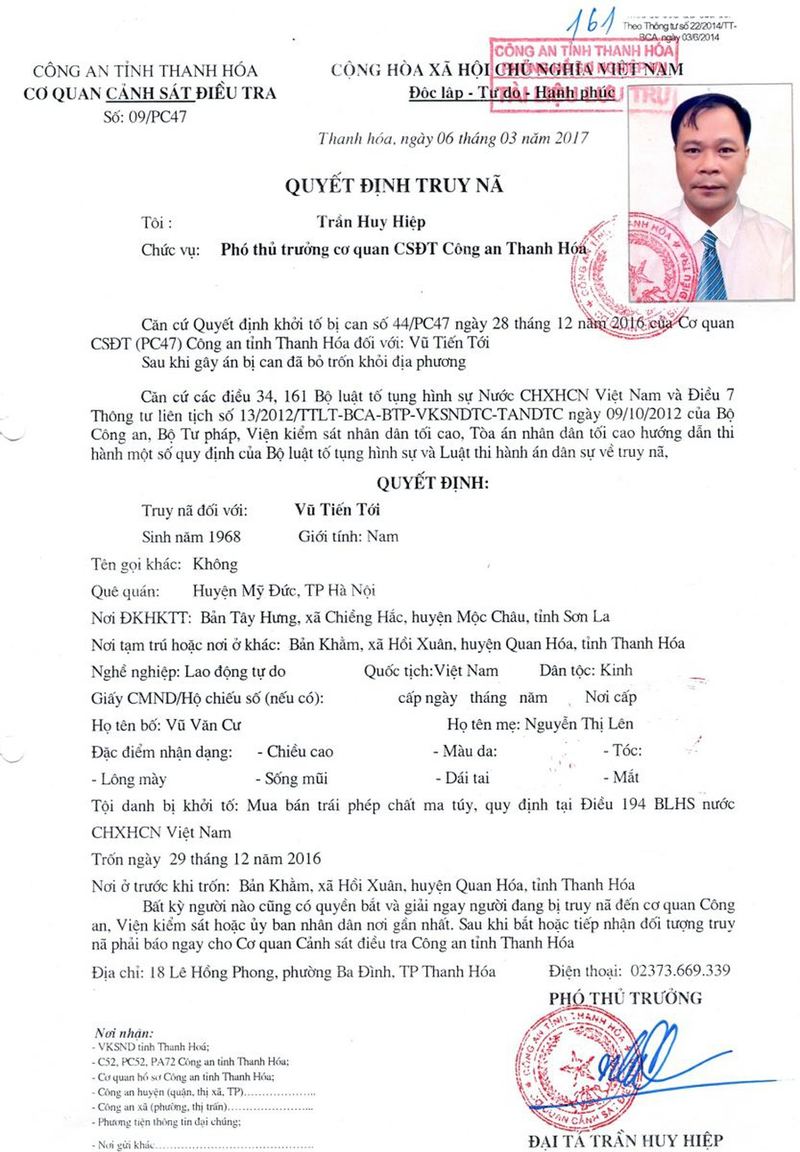 161
Theo Thông tư số 22/2014/TT-
BCA ngày 03/6/2014
CÔNG AN TỈNH THANH HÓA
TÀI LIỆU LƯU TRỮ
CÔNG AN TỈNH THANH HÓA
CỘNG HÒA XÃ HỘI CHỦ NGHĨA VIỆT NAM
CƠ QUAN CẢNH SÁT ĐIỀU TRA
Độc lập - Tự do - Hạnh phúc
Số: 09/PC47
Thanh hóa, ngày 06 tháng 03 năm 2017
QUYẾT ĐỊNH TRUY NÃ
Tôi : Trần Huy Hiệp
Chức vụ: Phó thủ trưởng cơ quan CSĐT Công an Thanh Hóa
Căn cứ Quyết định khởi tố bị can số 44/PC47 ngày 28 tháng 12 năm 2016 của Cơ quan
CSĐT (PC47) Công an tỉnh Thanh Hóa đối với: Vũ Tiến Tới
Sau khi gây án bị can đã bỏ trốn khỏi địa phương
Căn cứ các điều 34, 161 Bộ luật tố tụng hình sự Nước CHXHCN Việt Nam và Điều 7
Thông tư liên tịch số 13/2012/TTLT-BCA-BTP-VKSNDTC-TANDTC ngày 09/10/2012 của Bộ
Công an, Bộ Tư pháp, Viện kiểm sát nhân dân tối cao, Tòa án nhân dân tối cao hướng dẫn thi
hành một số quy định của Bộ luật tố tụng hình sự và Luật thi hành án dân sự về truy nã,
QUYẾT ĐỊNH:
Truy nã đối với: Vũ Tiến Tới
Sinh năm 1968 Giới tính: Nam
Tên gọi khác: Không
Quê quán: Huyện Mỹ Đức, TP Hà Nội
Nơi ĐKHKTT: Bản Tây Hưng, xã Chiềng Hắc, huyện Mộc Châu, tỉnh Sơn La
Nơi tạm trú hoặc nơi ở khác: Bản Khằm, xã Hồi Xuân, huyện Quan Hóa, tỉnh Thanh Hóa
Nghề nghiệp: Lao động tự do Quốc tịch:Việt Nam Dân tộc: Kinh
Giấy CMND/Hộ chiếu số (nếu có): cấp ngày tháng năm , Nơi cấp
Họ tên bố: Vũ Văn Cư Họ tên mẹ: Nguyễn Thị Lên
Đặc điểm nhận dạng: - Chiều cao - Màu da: - Tóc:
- Lông mày - Sống mũi - Dái tai - Mắt
Tội danh bị khởi tố: Mua bán trái phép chất ma túy, quy định tại Điều 194 BLHS nước
CHXHCN Việt Nam
Trốn ngày 29 tháng 12 năm 2016
Nơi ở trước khi trốn: Bản Khằm, xã Hồi Xuân, huyện Quan Hóa, tỉnh Thanh Hóa
Bất kỳ người nào cũng có quyền bắt và giải ngay người đang bị truy nã đến cơ quan Công
an, Viện kiểm sát hoặc ủy ban nhân dân nơi gần nhất. Sau khi bắt hoặc tiếp nhận đối tượng truy
nã phải báo ngay cho Cơ quan Cảnh sát điều tra Công an tỉnh Thanh Hóa
Địa chỉ: 18 Lê Hồng Phong, phường Ba Đình, TP Thanh Hóa Điện thoại: 02373.669.339
PHÓ THỦ TRƯỞNG
Nơi nhận:
- VKSND tỉnh Thanh Hoá;
- C52, PC52, PA72 Công an tỉnh Thanh Hóa;
- Cơ quan hồ sơ Công an tỉnh Thanh Hóa;
- Công an huyện (quận, thị xã, TP)....................
- Công an xã (phường, thị trấn).......................
- Phương tiện thông tin đại chúng;
- Nơi gửi khác...........................................
CÔNG AN TỈNH THANH HÓA
CƠ QUAN CẢNH SÁT ĐIỀU TRA
ĐẠI TÁ TRẦN HUY HIỆP